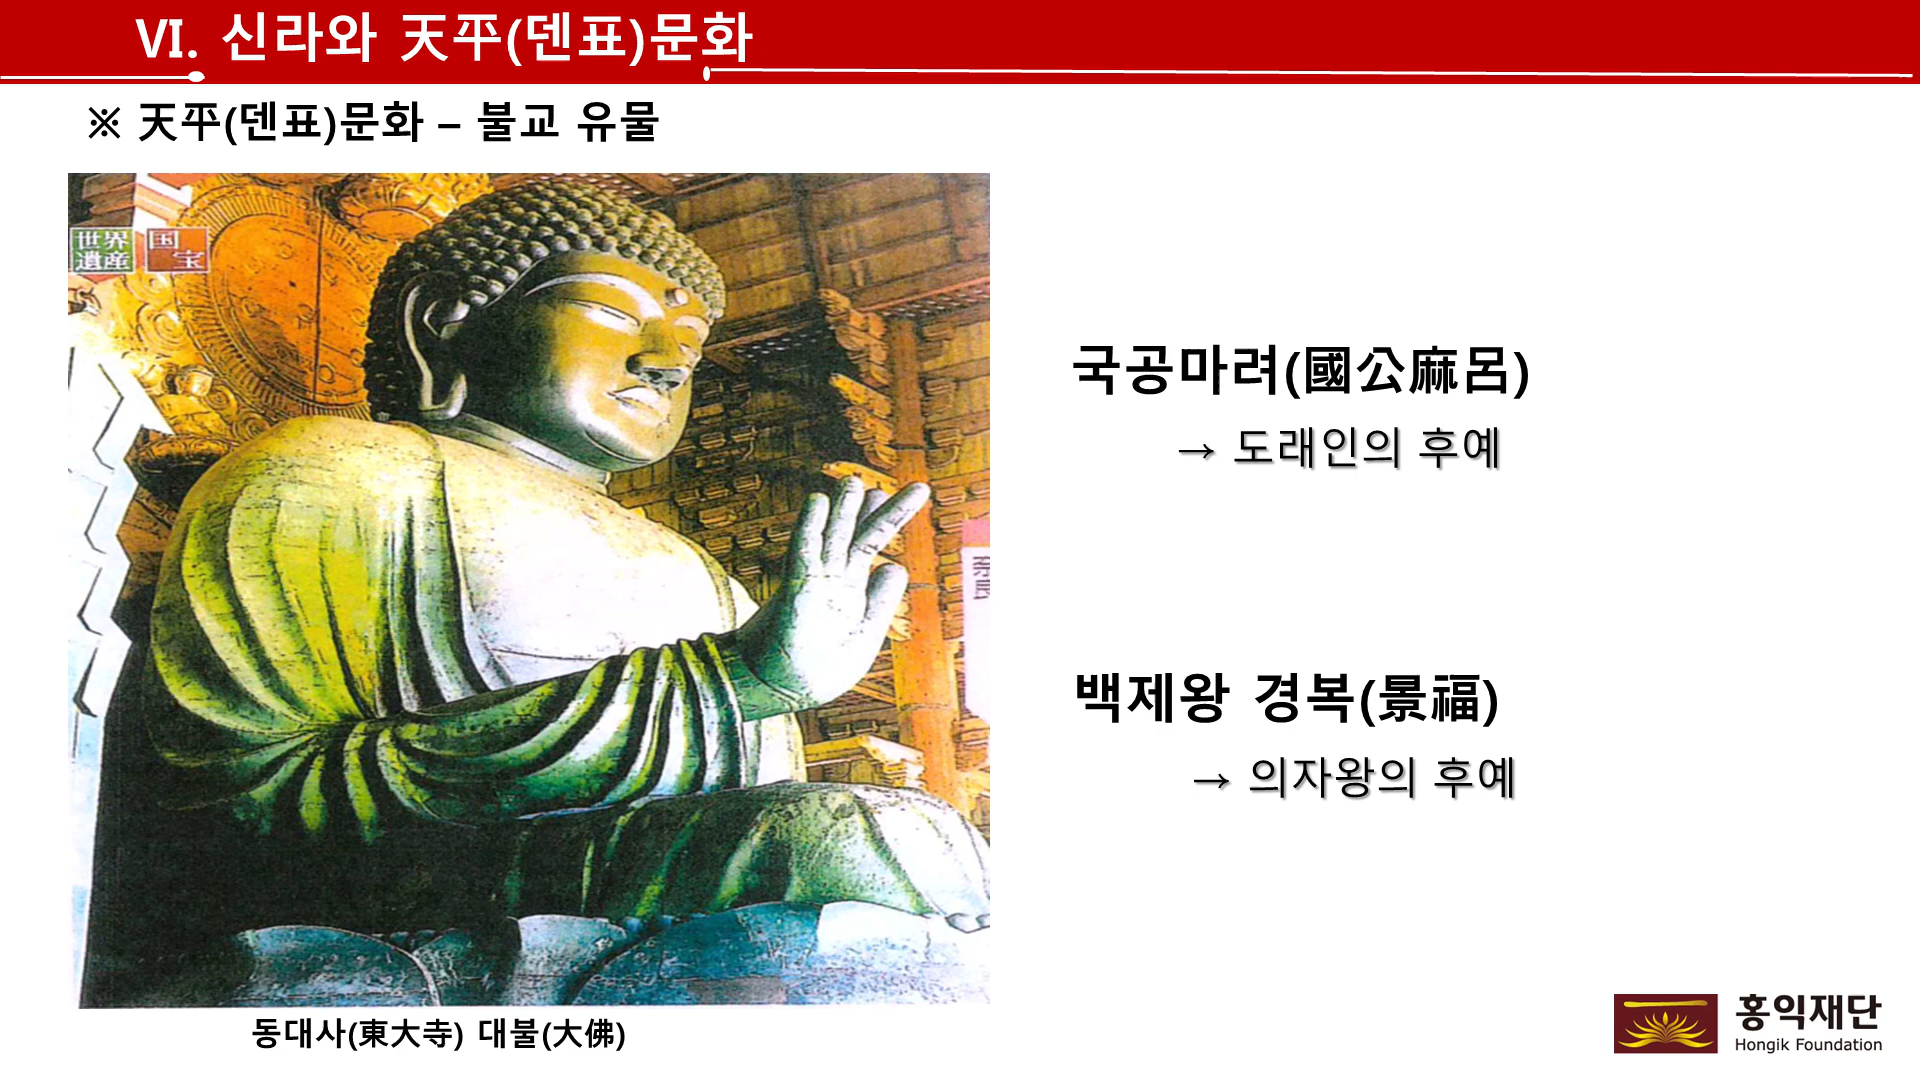 VI. 신라와 天平(덴표)문화
※ 天平(덴표)문화 – 불교 유물
世界
遺産
国
宝
국공마려(國公麻呂)
→ 도래인의 후예
백제왕 경복(景福)
→ 의자왕의 후예
동대사(東大寺) 대불(大佛)
홍익재단
Hongik Foundation